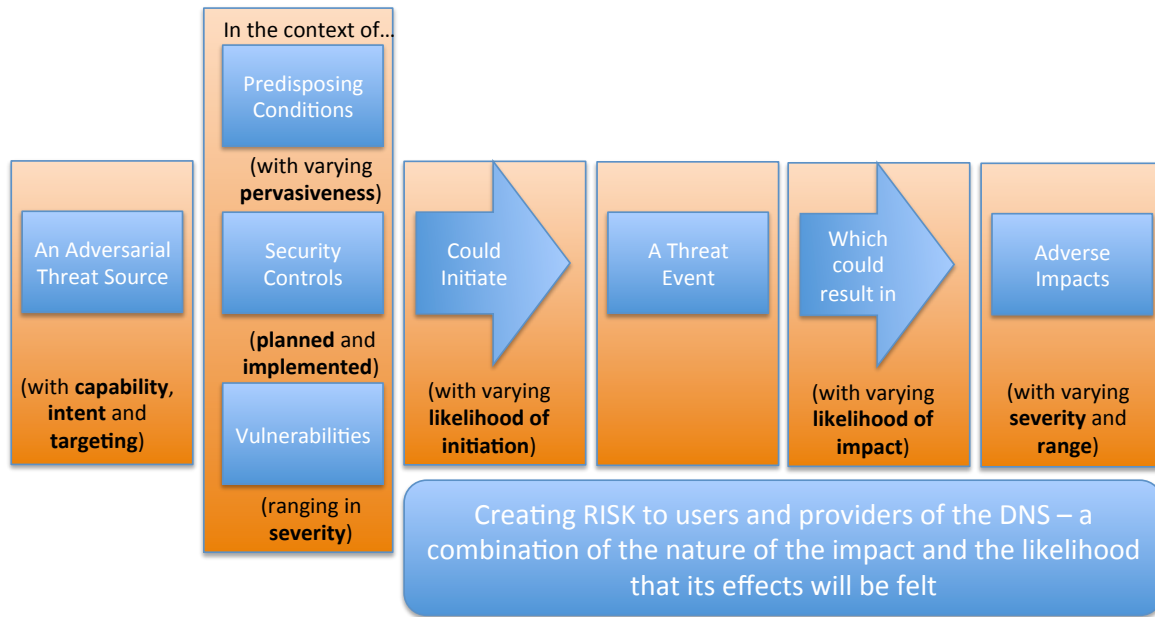 An Adversarial
Threat Source
(with capability,
intent and
targeting)
In the context of…
Predisposing
Conditions
(with varying
pervasiveness)
Security
Controls
(planned and
implemented)
Vulnerabilities
(ranging in
severity)
Could
Initiate
(with varying
likelihood of
initiation)
A Threat
Event
Which
could
result in
(with varying
likelihood of
impact)
Adverse
Impacts
(with varying
severity and
range)
Creating RISK to users and providers of the DNS – a
combination of the nature of the impact and the likelihood
that its effects will be felt